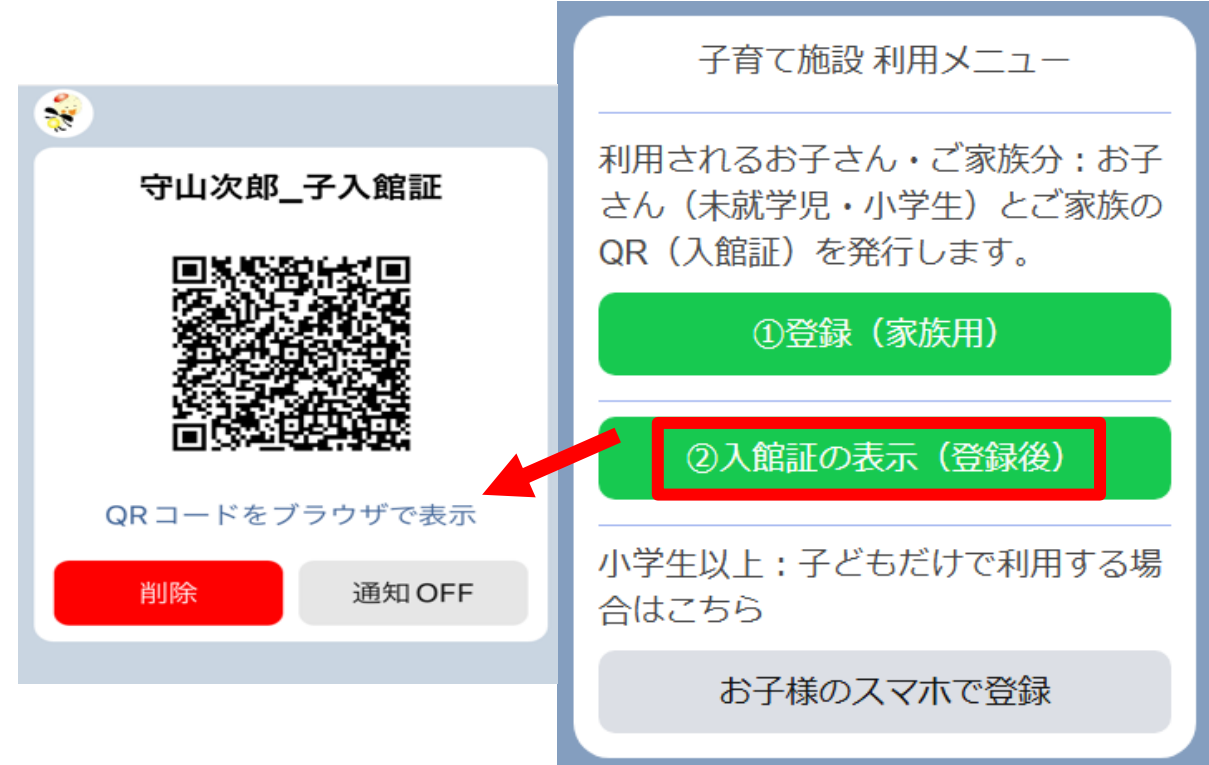 守山次郎_子入館証
QRコードをブラウザで表示
削除
通知OFF
子育て施設 利用メニュー
利用されるお子さん・ご家族分：お子
さん（未就学児・小学生）とご家族の
QR（入館証）を発行します。
①登録（家族用）
②入館証の表示（登録後）
小学生以上：子どもだけで利用する場
合はこちら
お子様のスマホで登録